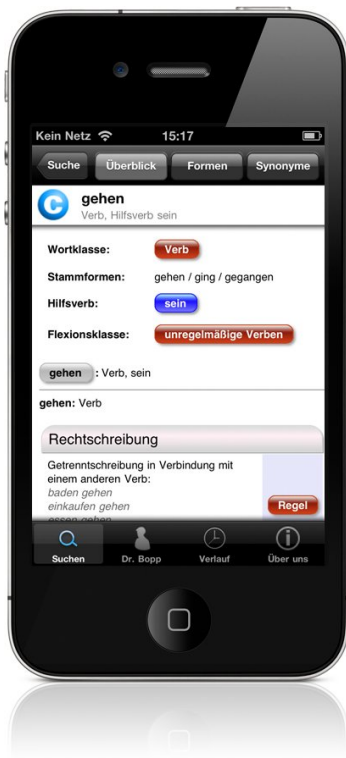 Kein Netz 15:17
Suche Überblick Formen Synonyme
C gehen
Verb, Hilfsverb sein
Wortklasse: Verb
Stammformen: gehen / ging / gegangen
Hilfsverb: sein
Flexionsklasse: unregelmäßige Verben
gehen : Verb, sein
gehen: Verb
Rechtschreibung
Getrenntschreibung in Verbindung mit
einem anderen Verb:
baden gehen
einkaufen gehen
Regel
essen gehen
Suchen Dr. Bopp Verlauf Über uns